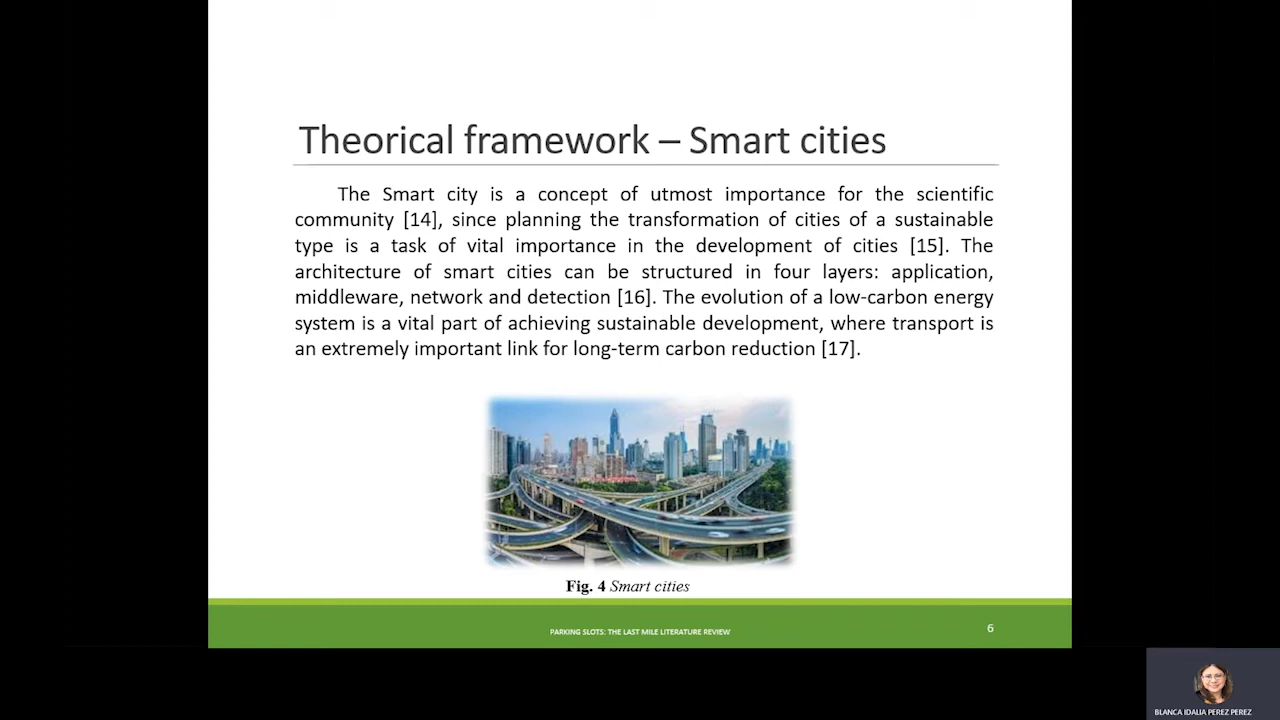 Theorical framework – Smart cities
The Smart city is a concept of utmost importance for the scientific
community [14], since planning the transformation of cities of a sustainable
type is a task of vital importance in the development of cities [15]. The
architecture of smart cities can be structured in four layers: application,
middleware, network and detection [16]. The evolution of a low-carbon energy
system is a vital part of achieving sustainable development, where transport is
an extremely important link for long-term carbon reduction [17].
Fig. 4 Smart cities
PARKING SLOTS: THE LAST MILE LITERATURE REVIEW
6
BLANCA IDALIA PEREZ PEREZ